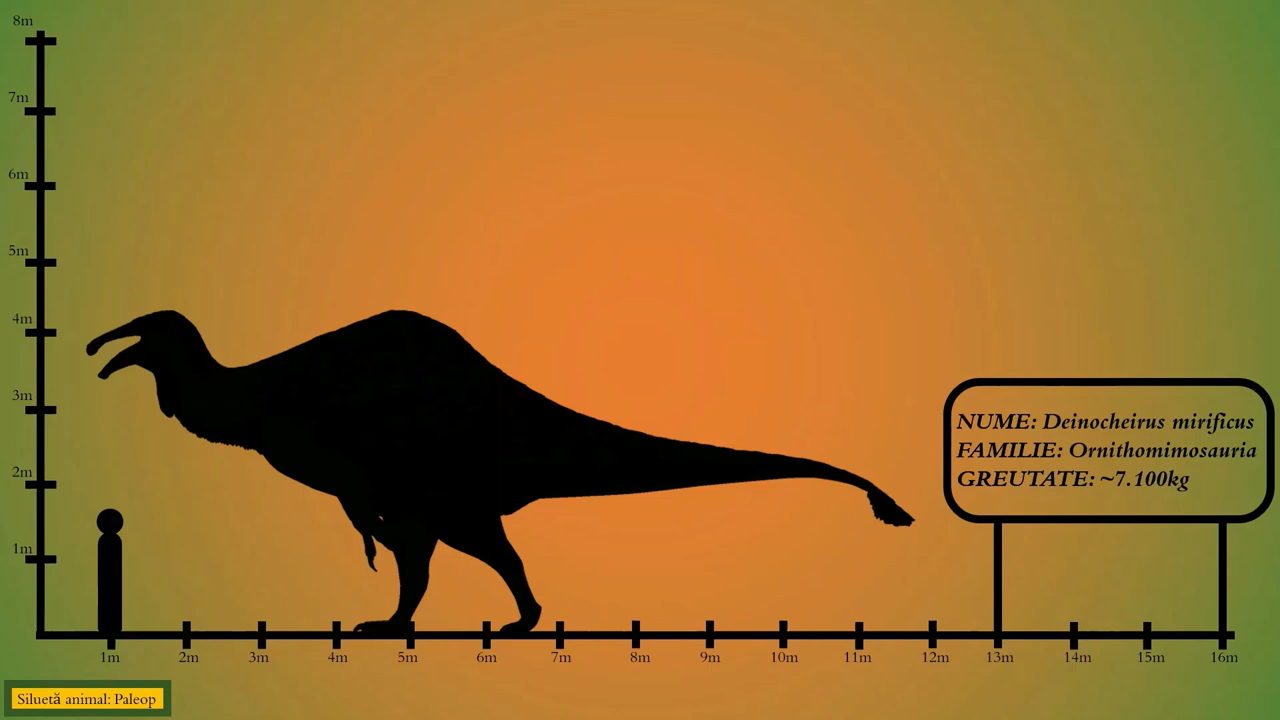 8m
7m
6m
5m
4m
3m
2m
1m
NUME: Deinocheirus mirificus
FAMILIE: Ornithomimosauria
GREUTATE: ~7.100kg
1m 2m 3m 4m 5m 6m 7m 8m 9m 10m 11m 12m 13m 14m 15m 16m
Siluetă animal: Paleop